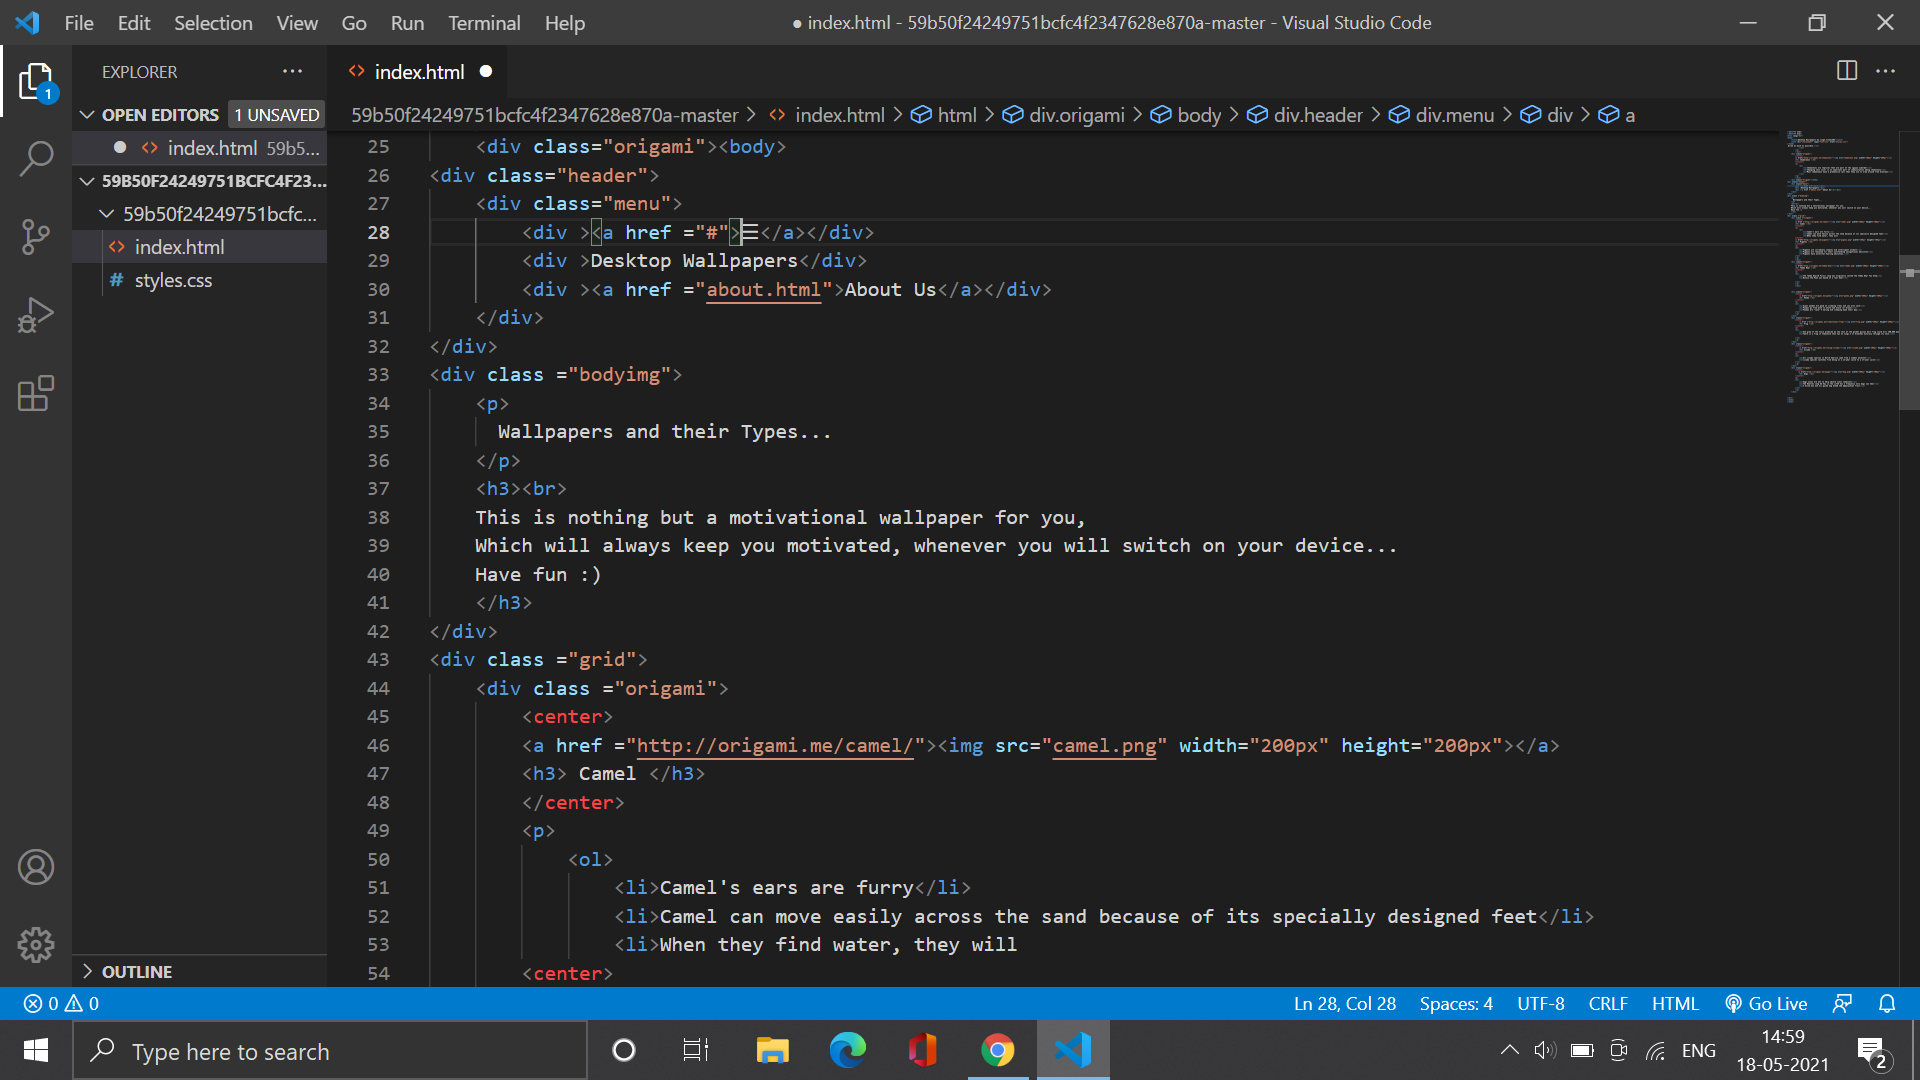 File Edit Selection View Go Run Terminal Help
● index.html - 59b50f24249751bcfc4f2347628e870a-master - Visual Studio Code
EXPLORER
index.html
1
OPEN EDITORS 1 UNSAVED
59b50f24249751bcfc4f2347628e870a-master > index.html > html > div.origami > body > div.header > div.menu > div > a
index.html 59b5...
59B50F24249751BCFC4F23...
59b50f24249751bcfc...
index.html
# styles.css
25 <div class="origami"><body>
26 <div class="header">
27 <div class="menu">
28 <div ><a href ="#">☰</a></div>
29 <div >Desktop Wallpapers</div>
30 <div ><a href ="about.html">About Us</a></div>
31 </div>
32 </div>
33 <div class ="bodyimg">
34 <p>
35 Wallpapers and their Types...
36 </p>
37 <h3><br>
38 This is nothing but a motivational wallpaper for you,
39 Which will always keep you motivated, whenever you will switch on your device...
40 Have fun :)
41 </h3>
42 </div>
43 <div class ="grid">
44 <div class ="origami">
45 <center>
46 <a href ="http://origami.me/camel/"><img src="camel.png" width="200px" height="200px"></a>
47 <h3> Camel </h3>
48 </center>
49 <p>
50 <ol>
51 <li>Camel's ears are furry</li>
52 <li>Camel can move easily across the sand because of its specially designed feet</li>
53 <li>When they find water, they will
54 <center>
OUTLINE
0 0
Ln 28, Col 28 Spaces: 4 UTF-8 CRLF HTML Go Live
Type here to search
ENG
14:59
18-05-2021
2